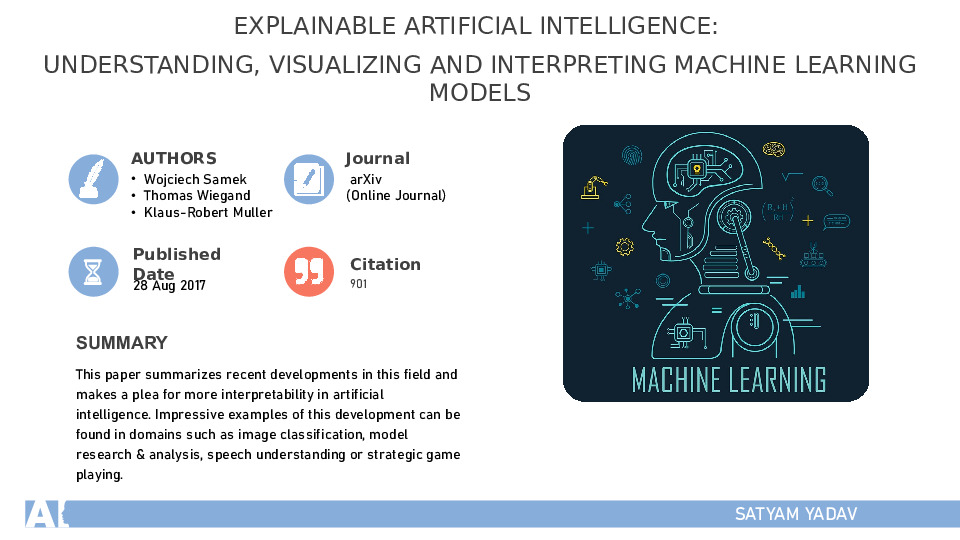 EXPLAINABLE ARTIFICIAL INTELLIGENCE:
UNDERSTANDING, VISUALIZING AND INTERPRETING MACHINE LEARNING
MODELS
AUTHORS
• Wojciech Samek
• Thomas Wiegand
• Klaus-Robert Muller
Journal
arXiv
(Online Journal)
Published
Date
28 Aug 2017
Citation
901
SUMMARY
This paper summarizes recent developments in this field and
makes a plea for more interpretability in artificial
intelligence. Impressive examples of this development can be
found in domains such as image classification, model
research & analysis, speech understanding or strategic game
playing.
MACHINE LEARNING
AI
SATYAM YADAV